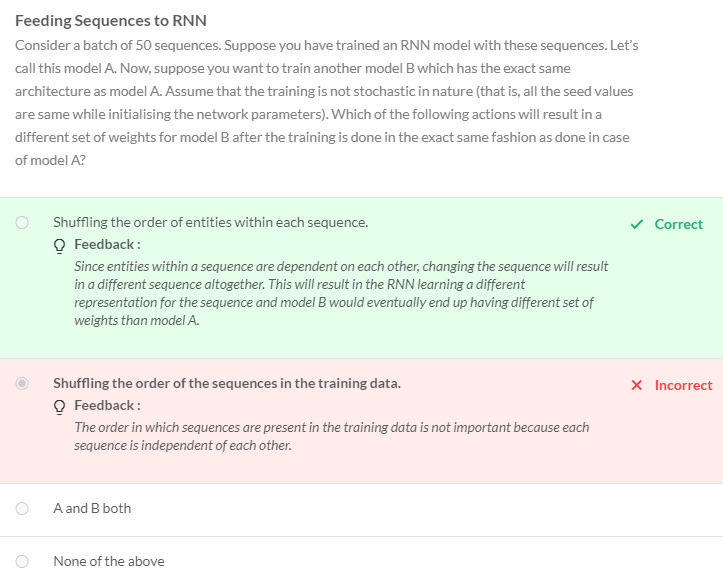 Feeding Sequences to RNN
Consider a batch of 50 sequences. Suppose you have trained an RNN model with these sequences. Let's
call this model A. Now, suppose you want to train another model B which has the exact same
architecture as model A. Assume that the training is not stochastic in nature (that is, all the seed values
are same while initialising the network parameters). Which of the following actions will result in a
different set of weights for model B after the training is done in the exact same fashion as done in case
of model A?
Shuffling the order of entities within each sequence.
Correct
Feedback :
Since entities within a sequence are dependent on each other, changing the sequence will result
in a different sequence altogether. This will result in the RNN learning a different
representation for the sequence and model B would eventually end up having different set of
weights than model A.
Shuffling the order of the sequences in the training data.
Incorrect
Feedback :
The order in which sequences are present in the training data is not important because each
sequence is independent of each other.
A and B both
None of the above